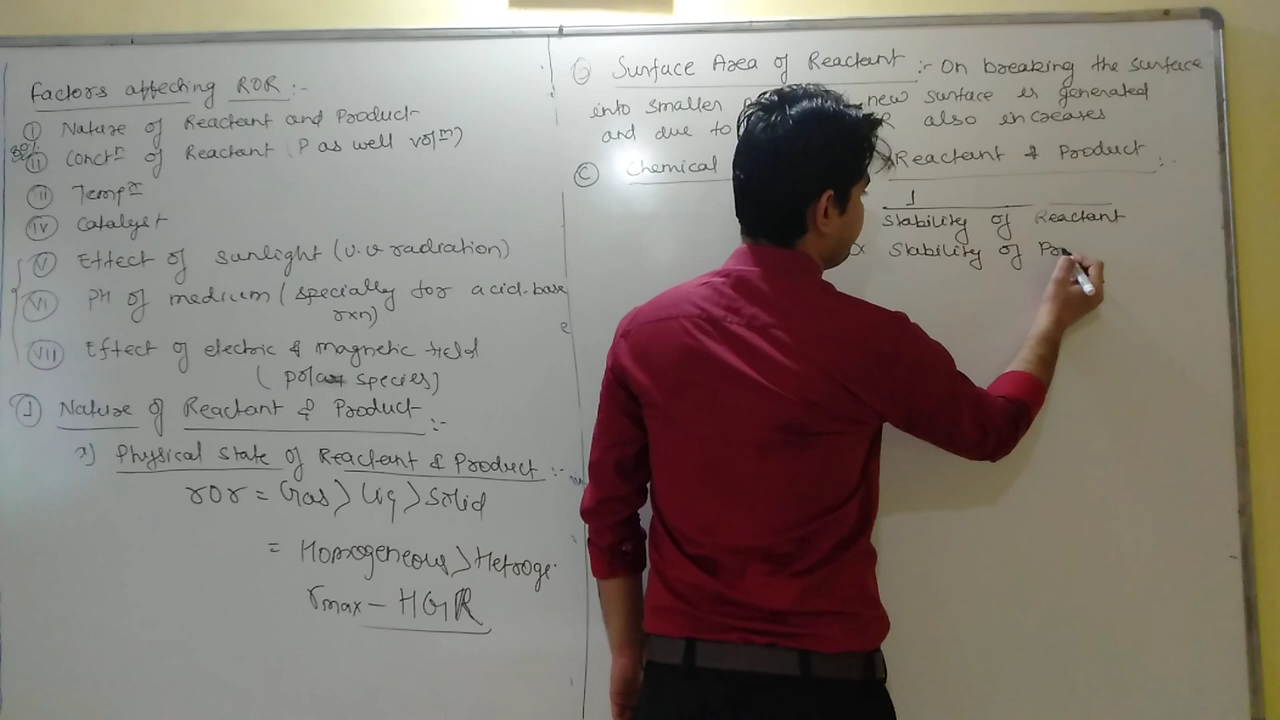 Factors affecting ROR :-
I Nature of Reactant and Product
II Conctn of Reactant (P as well voln)
III Tempr
IV Catalyst
V Effect of sunlight (U.V radiation)
VI PH of medium (specially for acid-base
rxn)
VII Effect of electric & magnetic field
(polar species)
I Nature of Reactant & Product :-
a) Physical State of Reactant & Product :-
ror = Gas > Liq > Solid
= Homogeneous > Hetroge.
rmax - HGR
Surface Area of Reactant :- On breaking the surface
into smaller new surface is generated
and due to R also increases
C Chemical Reactant & Product :-
1
Stability of Reactant
∝ Stability of Pro